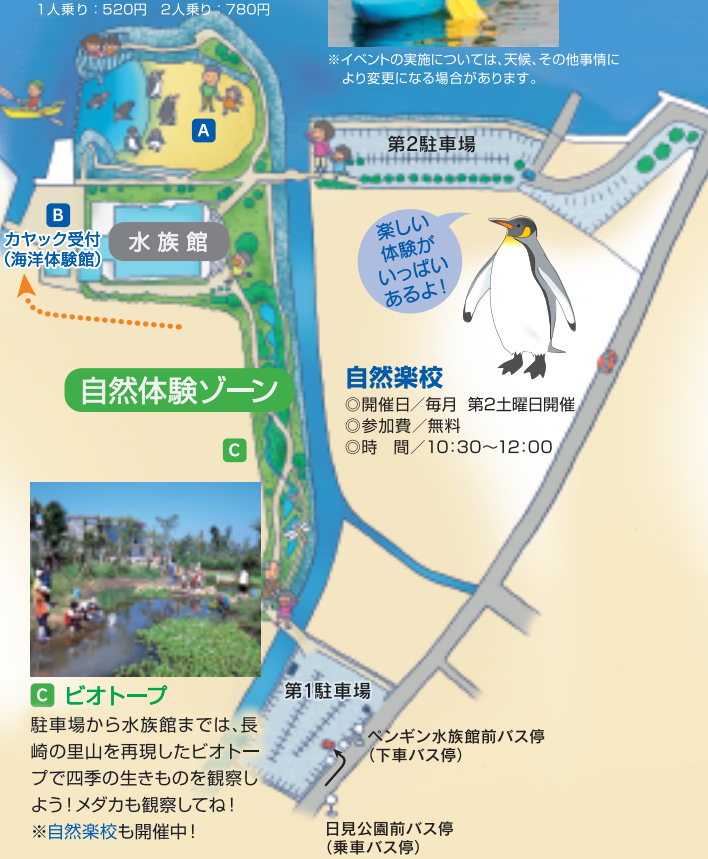 1人乗り：520円　2人乗り：780円
※イベントの実施については、天候、その他事情に
より変更になる場合があります。
A
第2駐車場
B
カヤック受付
（海洋体験館）
水族館
楽しい
体験が
いっぱい
あるよ！
自然体験ゾーン
自然楽校
◎開催日／毎月　第2土曜日開催
◎参加費／無料
◎時　間／10：30〜12：00
C
C ビオトープ
駐車場から水族館までは、長
崎の里山を再現したビオトー
プで四季の生きものを観察し
よう！メダカも観察してね！
※自然楽校も開催中！
第1駐車場
ペンギン水族館前バス停
（下車バス停）
日見公園前バス停
（乗車バス停）